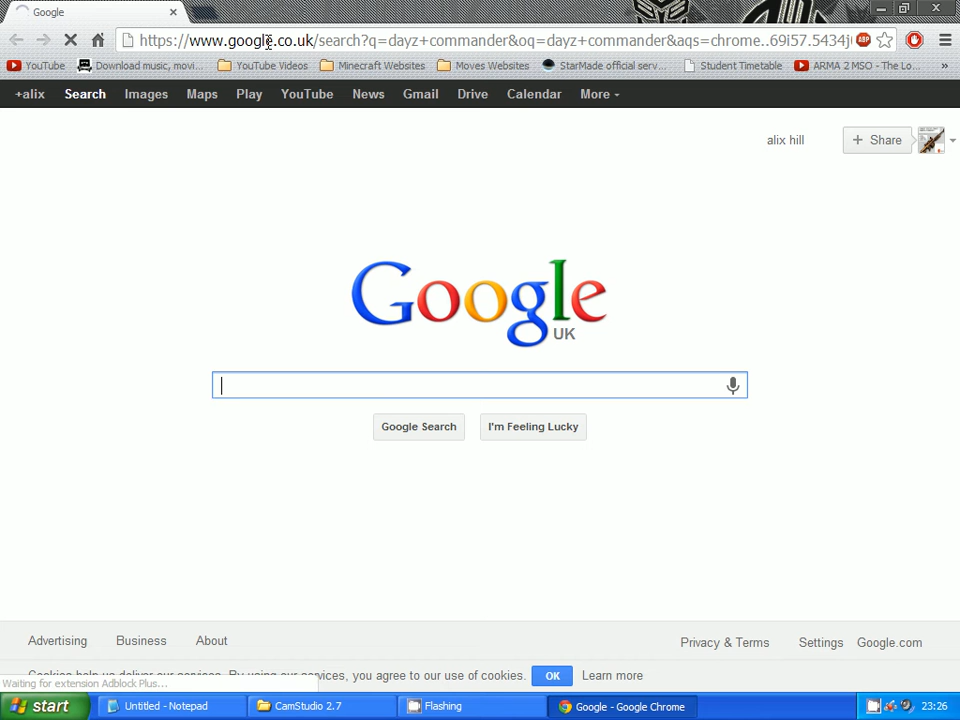 Google
https://www.google.co.uk/search?q=dayz+commander&oq=dayz+commander&aqs=chrome..69i57.5434j
ABP
YouTube Download music, movi... YouTube Videos Minecraft Websites Moves Websites StarMade official serv... Student Timetable ARMA 2 MSO - The Lo... »
+alix Search Images Maps Play YouTube News Gmail Drive Calendar More
alix hill + Share
Google
UK
Google Search I'm Feeling Lucky
Advertising Business About Privacy & Terms Settings Google.com
Cookies help us deliver our services. By using our services, you agree to our use of cookies. OK Learn more
Waiting for extension Adblock Plus...
start Untitled - Notepad CamStudio 2.7 Flashing Google - Google Chrome 23:26